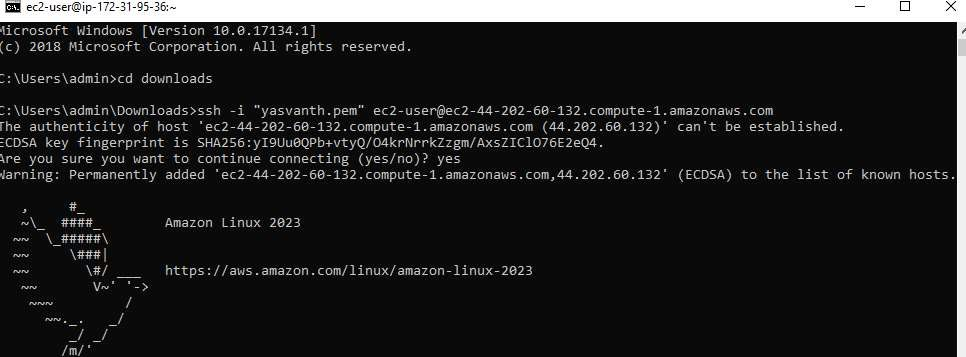 ec2-user@ip-172-31-95-36:~
Microsoft Windows [Version 10.0.17134.1]
(c) 2018 Microsoft Corporation. All rights reserved.
C:\Users\admin>cd downloads
C:\Users\admin\Downloads>ssh -i "yasvanth.pem" ec2-user@ec2-44-202-60-132.compute-1.amazonaws.com
The authenticity of host 'ec2-44-202-60-132.compute-1.amazonaws.com (44.202.60.132)' can't be established.
ECDSA key fingerprint is SHA256:yI9Uu0QPb+vtyQ/O4krNrrkZzgm/AxsZIClO76E2eQ4.
Are you sure you want to continue connecting (yes/no)? yes
Warning: Permanently added 'ec2-44-202-60-132.compute-1.amazonaws.com,44.202.60.132' (ECDSA) to the list of known hosts.
   ,     #_
   ~\_  ####_        Amazon Linux 2023
  ~~  \_#####\
  ~~     \###|
  ~~       \#/ ___   https://aws.amazon.com/linux/amazon-linux-2023
   ~~       V~' '->
    ~~~         /
      ~~._.   _/
         _/ _/
        /m/'